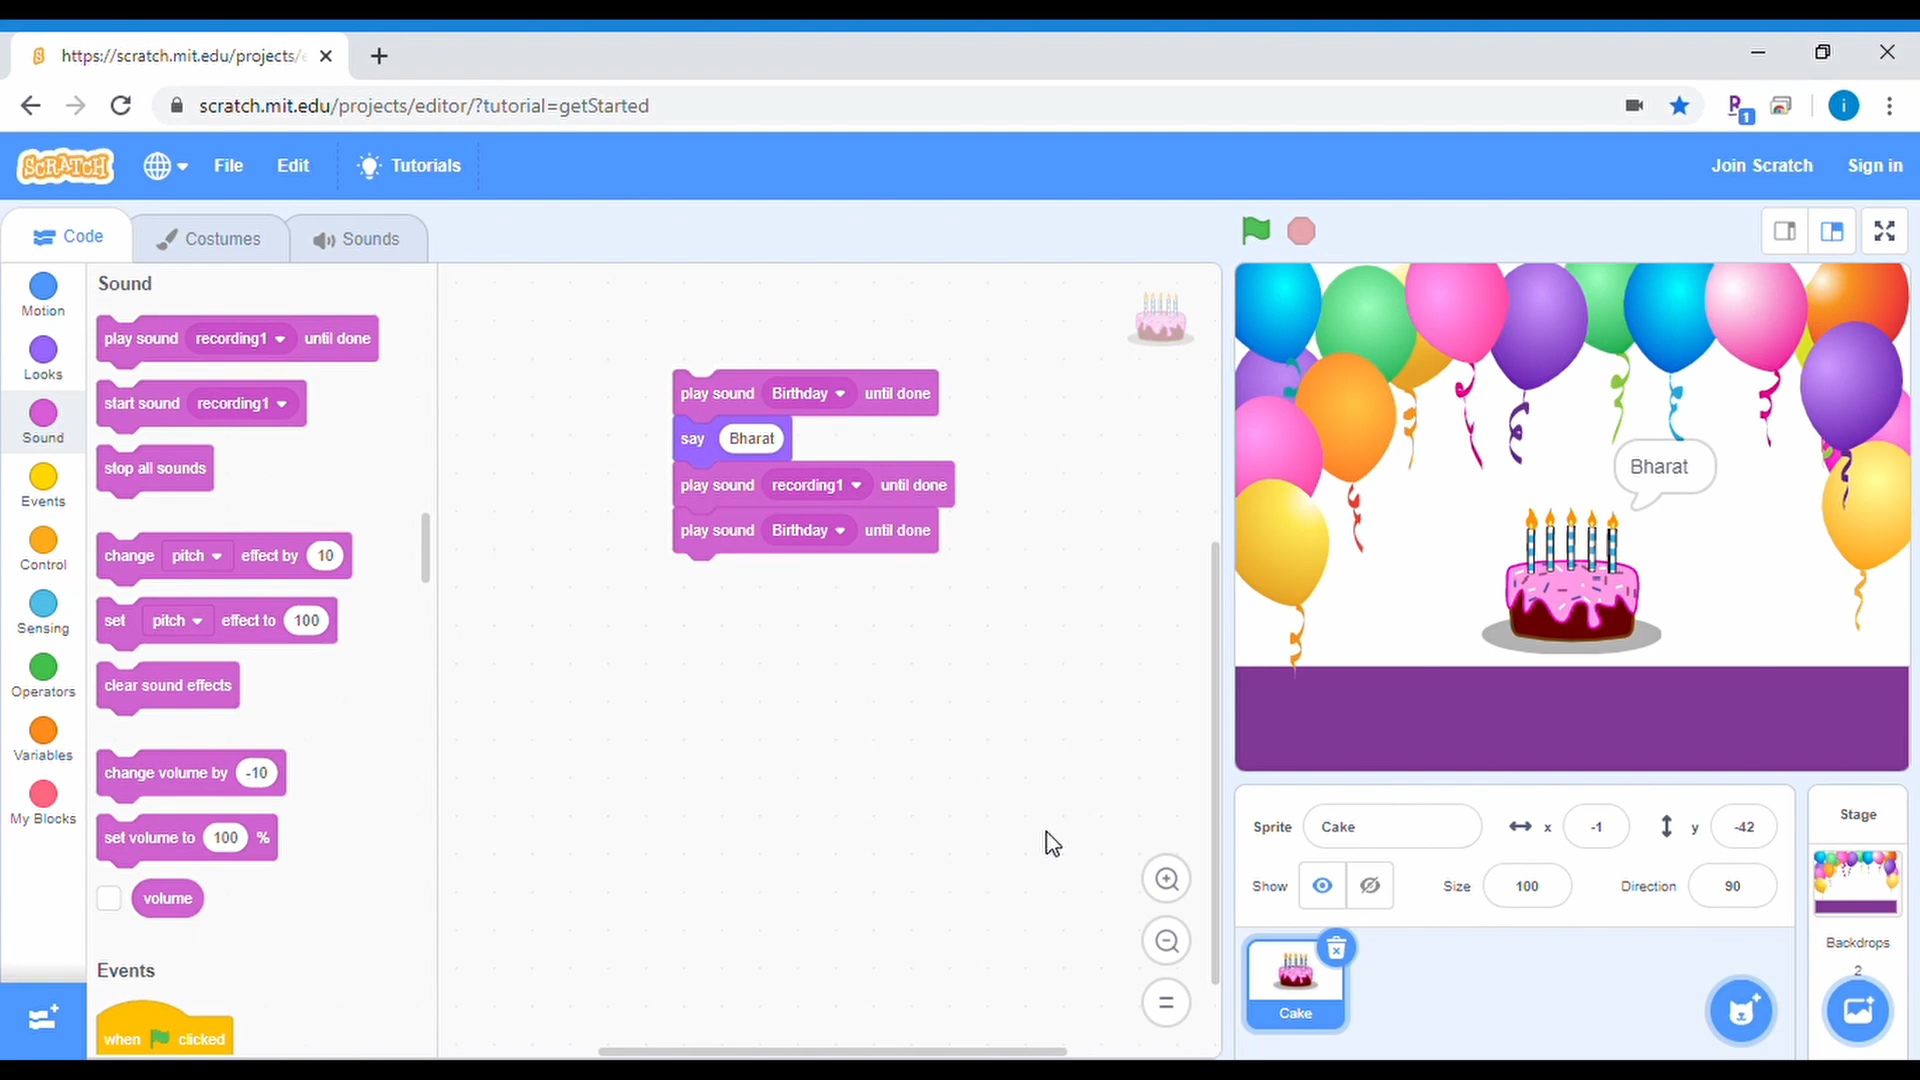 https://scratch.mit.edu/projects/e
scratch.mit.edu/projects/editor/?tutorial=getStarted
1
i
SCRATCH
File
Edit
Tutorials
Join Scratch
Sign in
Code
Costumes
Sounds
Motion
Looks
Sound
Events
Control
Sensing
Operators
Variables
My Blocks
Sound
play sound recording1 until done
start sound recording1
stop all sounds
change pitch effect by 10
set pitch effect to 100
clear sound effects
change volume by -10
set volume to 100 %
volume
Events
when clicked
play sound Birthday until done
say Bharat
play sound recording1 until done
play sound Birthday until done
Bharat
Sprite Cake x -1 y -42
Show Size 100 Direction 90
Cake
Stage
Backdrops
2